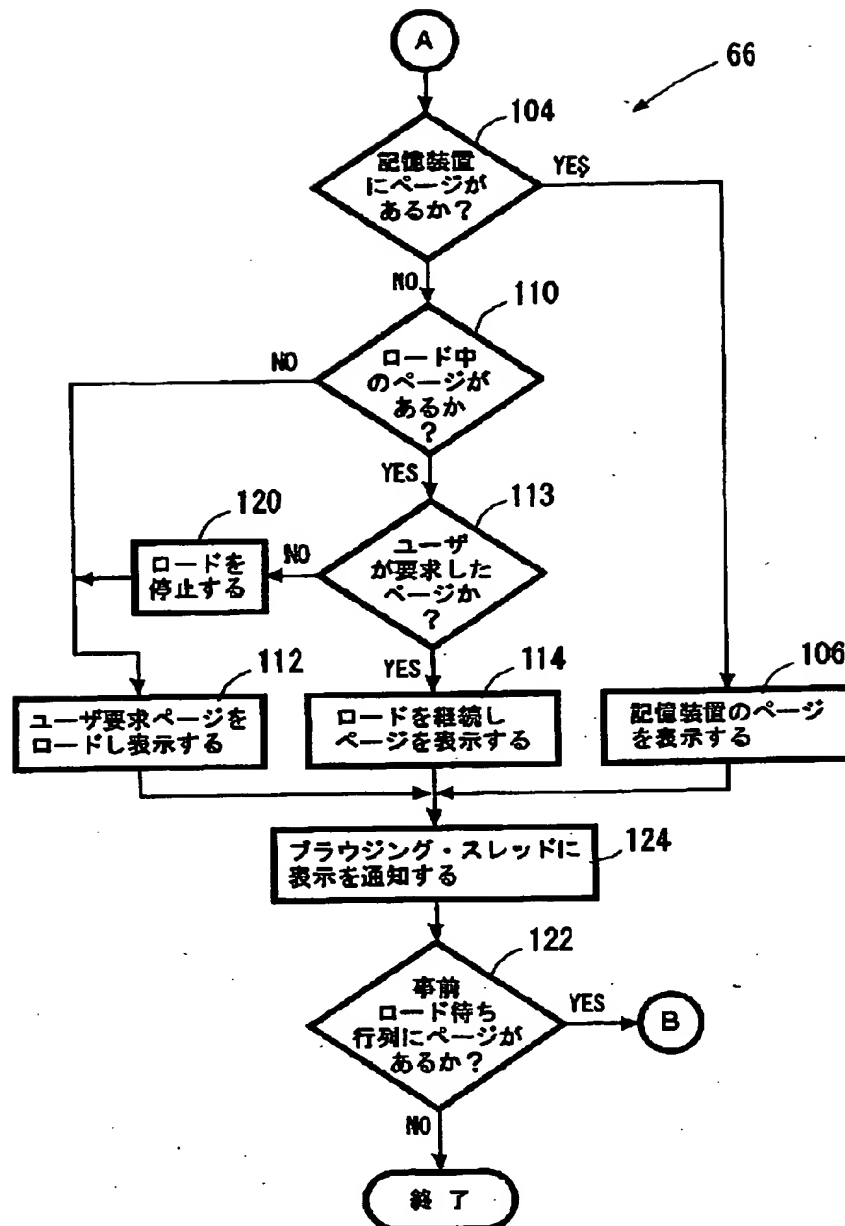 A
66
104
記憶装置
にページが
あるか?
YES
NO
110
NO
ロード中
のページが
あるか
?
YES
113
120
ロードを
停止する
NO
ユーザ
が要求した
ページか
?
YES
112
114
106
ユーザ要求ページを
ロードし表示する
ロードを継続し
ページを表示する
記憶装置のページ
を表示する
ブラウジング・スレッドに
表示を通知する
124
122
事前
ロード待ち
行列にページが
あるか?
YES
B
NO
終了